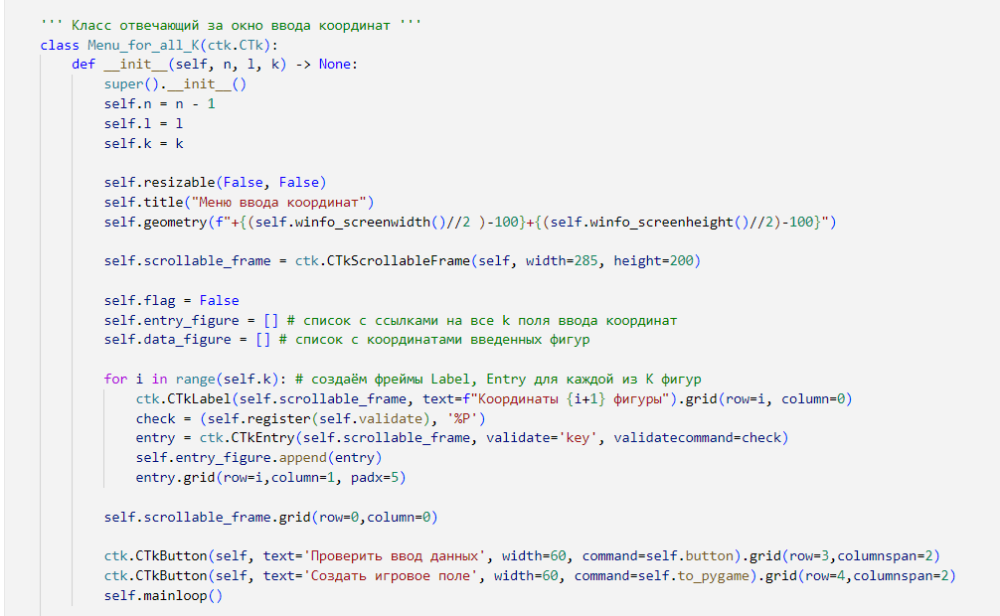 ''' Класс отвечающий за окно ввода координат '''
class Menu_for_all_K(ctk.CTk):
    def __init__(self, n, l, k) -> None:
        super().__init__()
        self.n = n - 1
        self.l = l
        self.k = k

        self.resizable(False, False)
        self.title("Меню ввода координат")
        self.geometry(f"+{(self.winfo_screenwidth()//2 )-100}+{(self.winfo_screenheight()//2)-100}")

        self.scrollable_frame = ctk.CTkScrollableFrame(self, width=285, height=200)

        self.flag = False
        self.entry_figure = [] # список с ссылками на все k поля ввода координат
        self.data_figure = [] # список с координатами введенных фигур

        for i in range(self.k): # создаём фреймы Label, Entry для каждой из K фигур
            ctk.CTkLabel(self.scrollable_frame, text=f"Координаты {i+1} фигуры").grid(row=i, column=0)
            check = (self.register(self.validate), '%P')
            entry = ctk.CTkEntry(self.scrollable_frame, validate='key', validatecommand=check)
            self.entry_figure.append(entry)
            entry.grid(row=i,column=1, padx=5)

        self.scrollable_frame.grid(row=0,column=0)

        ctk.CTkButton(self, text='Проверить ввод данных', width=60, command=self.button).grid(row=3,columnspan=2)
        ctk.CTkButton(self, text='Создать игровое поле', width=60, command=self.to_pygame).grid(row=4,columnspan=2)
        self.mainloop()